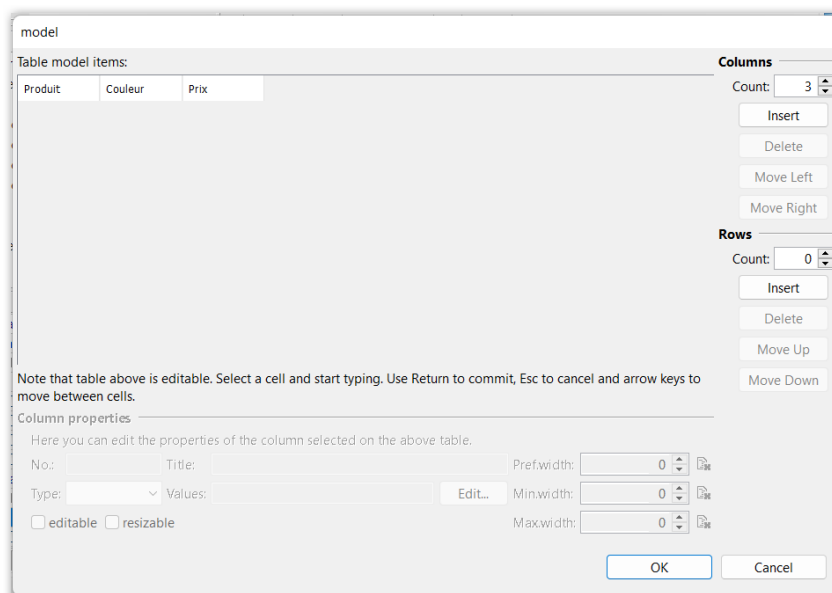 model
Table model items:
Produit Couleur Prix
Columns
Count: 3
Insert
Delete
Move Left
Move Right
Rows
Count: 0
Insert
Delete
Move Up
Move Down
Note that table above is editable. Select a cell and start typing. Use Return to commit, Esc to cancel and arrow keys to
move between cells.
Column properties
Here you can edit the properties of the column selected on the above table.
No.: Title: Pref.width: 0
Type: Values: Edit... Min.width: 0
editable resizable Max.width: 0
OK Cancel